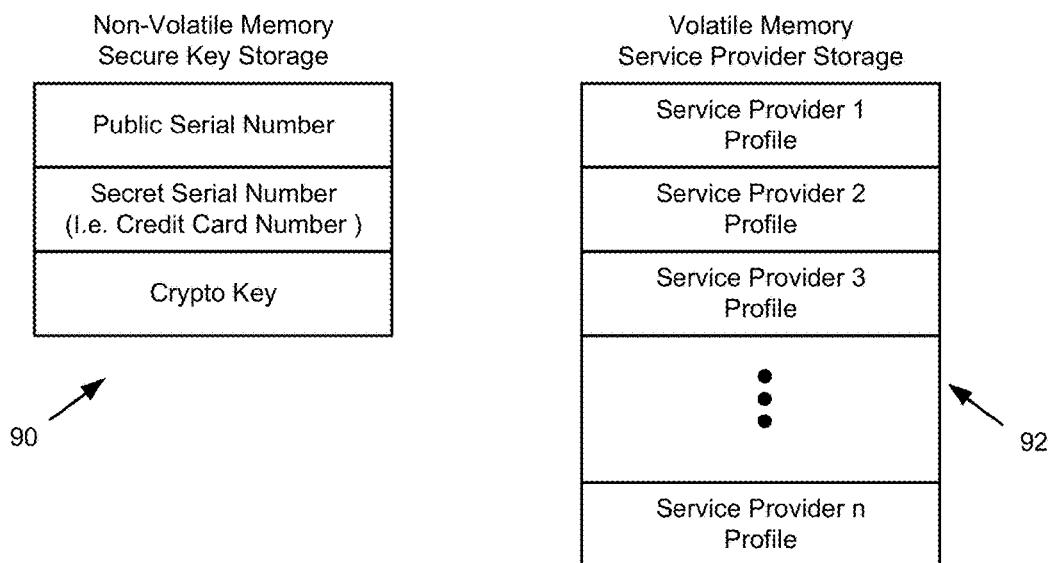 Non-Volatile Memory
Secure Key Storage
Public Serial Number
Secret Serial Number
(I.e. Credit Card Number )
Crypto Key
90
Volatile Memory
Service Provider Storage
Service Provider 1
Profile
Service Provider 2
Profile
Service Provider 3
Profile
Service Provider n
Profile
92